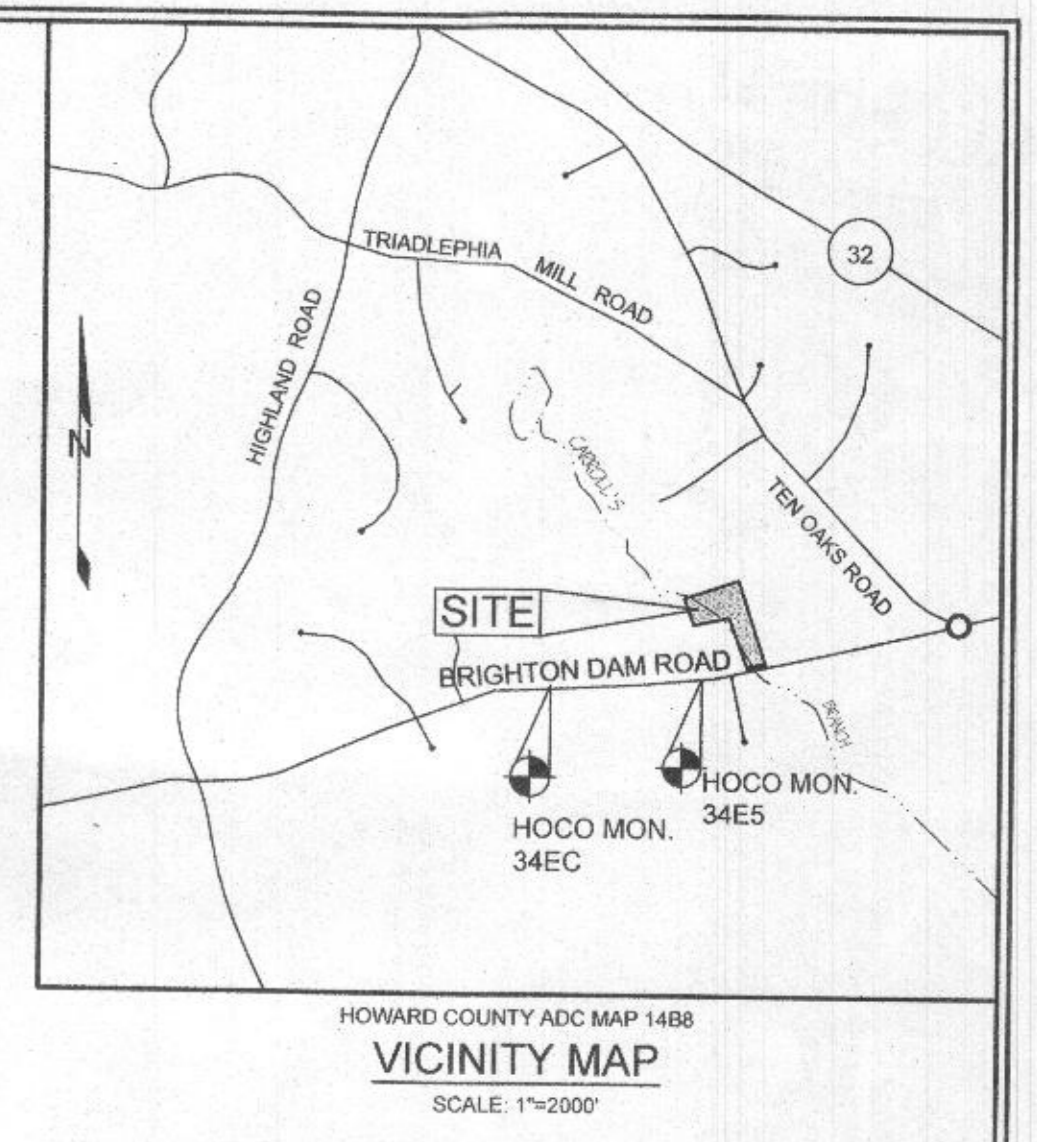 32
TRIADLEPHIA
MILL ROAD
HIGHLAND ROAD
N
CARROLL'S
TEN OAKS ROAD
SITE
BRIGHTON DAM ROAD
BRANCH
HOCO MON.
34E5
HOCO MON.
34EC
HOWARD COUNTY ADC MAP 14B8
VICINITY MAP
SCALE: 1"=2000'